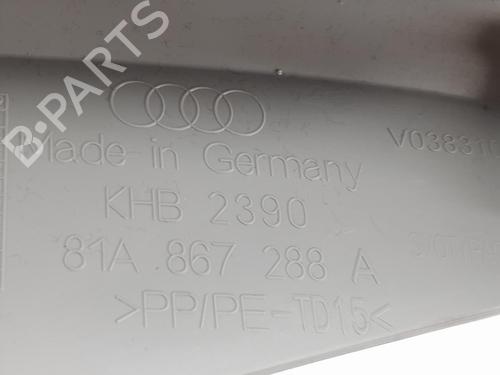 B-PARTS
Made-in Germany
KHB 2390
81A 867 288 A
>PP/PE-TD15<